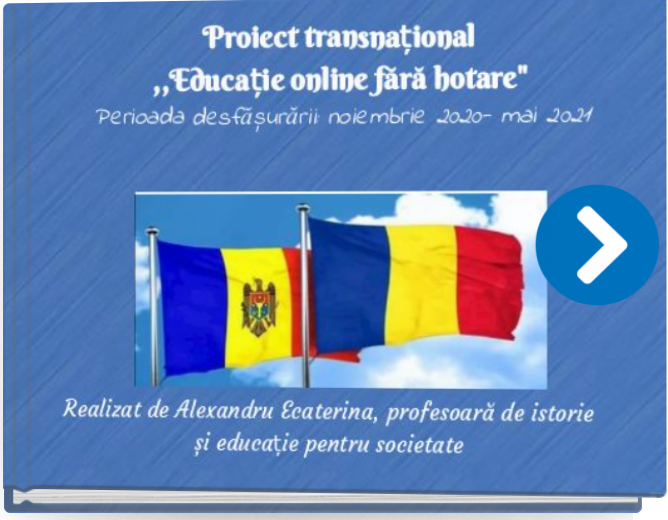 Proiect transnațional
,,Educație online fără hotare"
Perioada desfășurării noiembrie 2020- mai 2021
Realizat de Alexandru Ecaterina, profesoară de istorie
și educație pentru societate